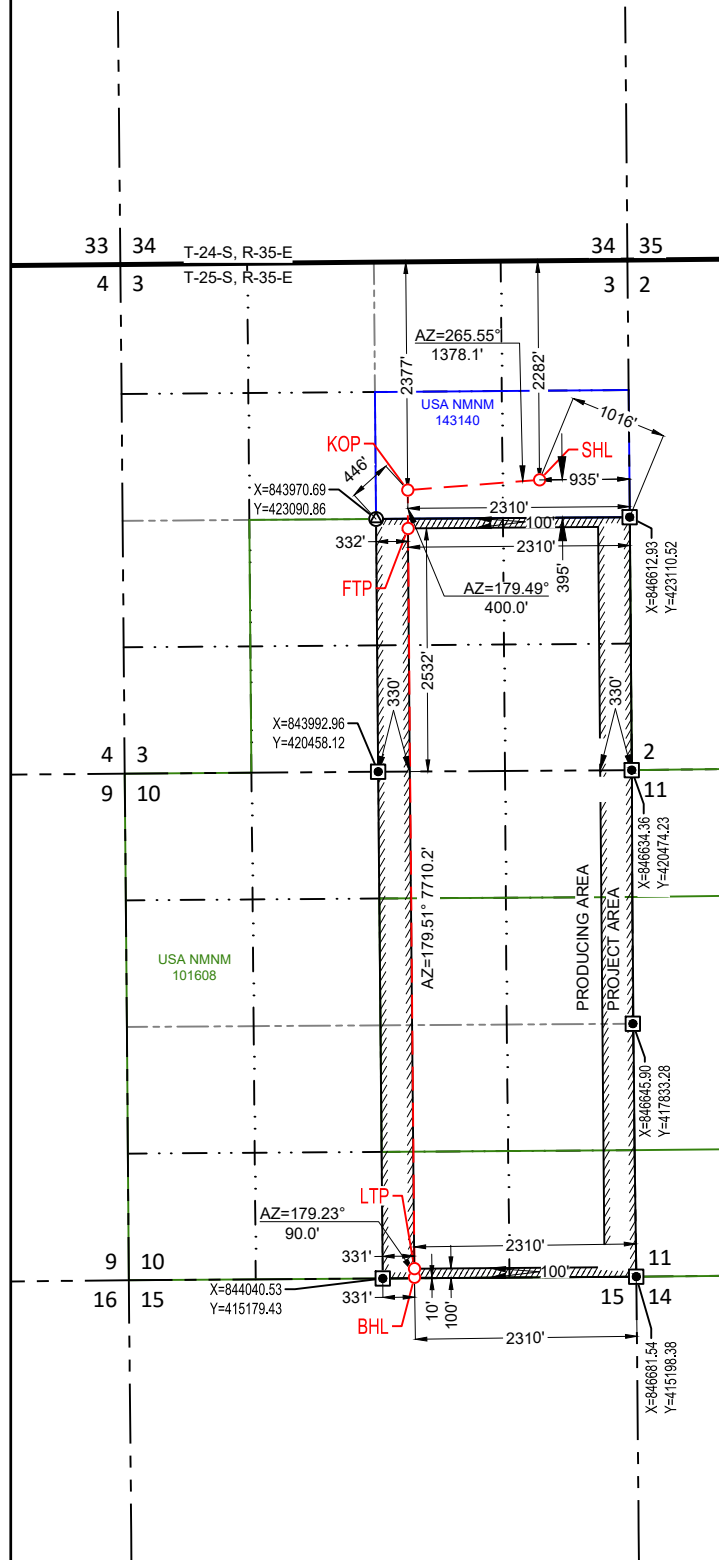 33 34
T-24-S, R-35-E
34 35
4 3
T-25-S, R-35-E
3 2
AZ=265.55°
1378.1'
2377'
2282'
USA NMNM
143140
1016'
KOP
SHL
446'
935'
X=843970.69
Y=423090.86
2310'
100'
332'
2310'
395'
FTP
AZ=179.49°
400.0'
X=846612.93
Y=423110.52
2532'
330'
330'
X=843992.96
Y=420458.12
4 3
2
9 10
11
X=846634.36
Y=420474.23
AZ=179.51° 7710.2'
PRODUCING AREA
PROJECT AREA
USA NMNM
101608
X=846645.90
Y=417833.28
LTP
AZ=179.23°
90.0'
2310'
331'
9 10
11
100'
16 15
15 14
X=844040.53
Y=415179.43
331'
10'
100'
BHL
2310'
X=846681.54
Y=415198.38